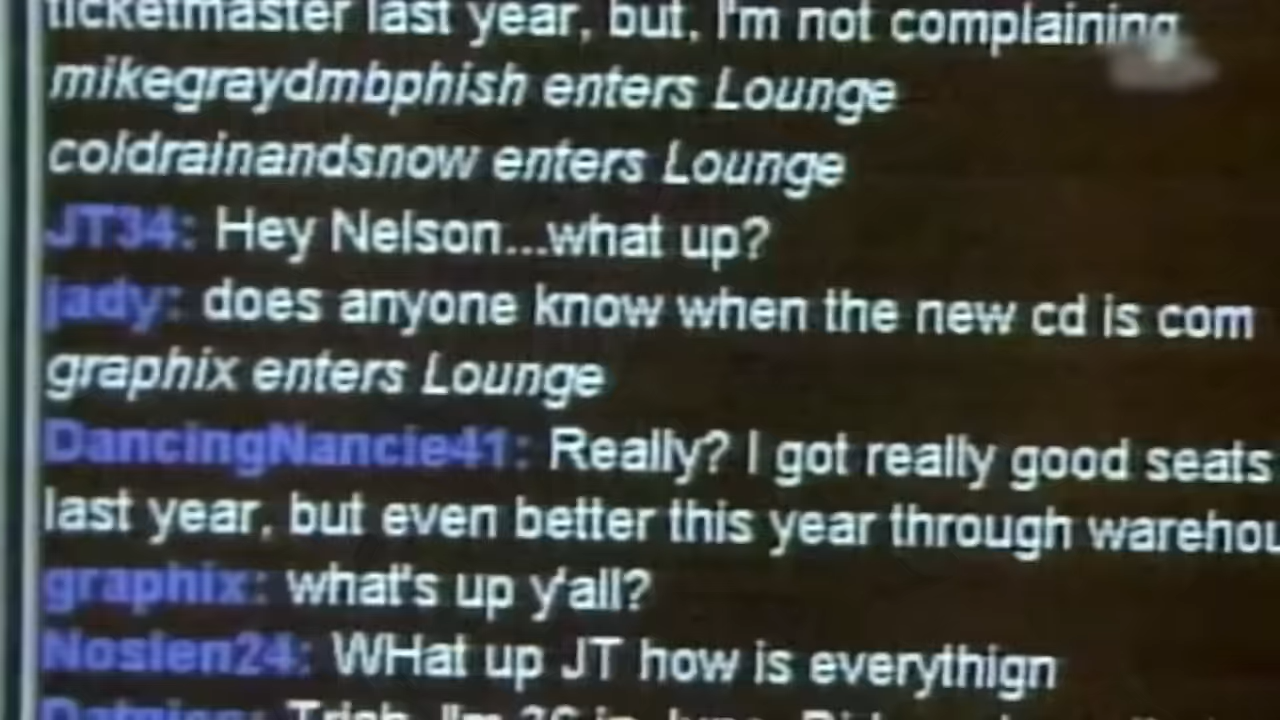 ticketmaster last year, but, I'm not complaining
mikegraydmbphish enters Lounge
coldrainandsnow enters Lounge
JT34: Hey Nelson...what up?
jady: does anyone know when the new cd is com
graphix enters Lounge
DancingNancie41: Really? I got really good seats
last year, but even better this year through warehou
graphix: what's up y'all?
Noslen24: WHat up JT how is everythign